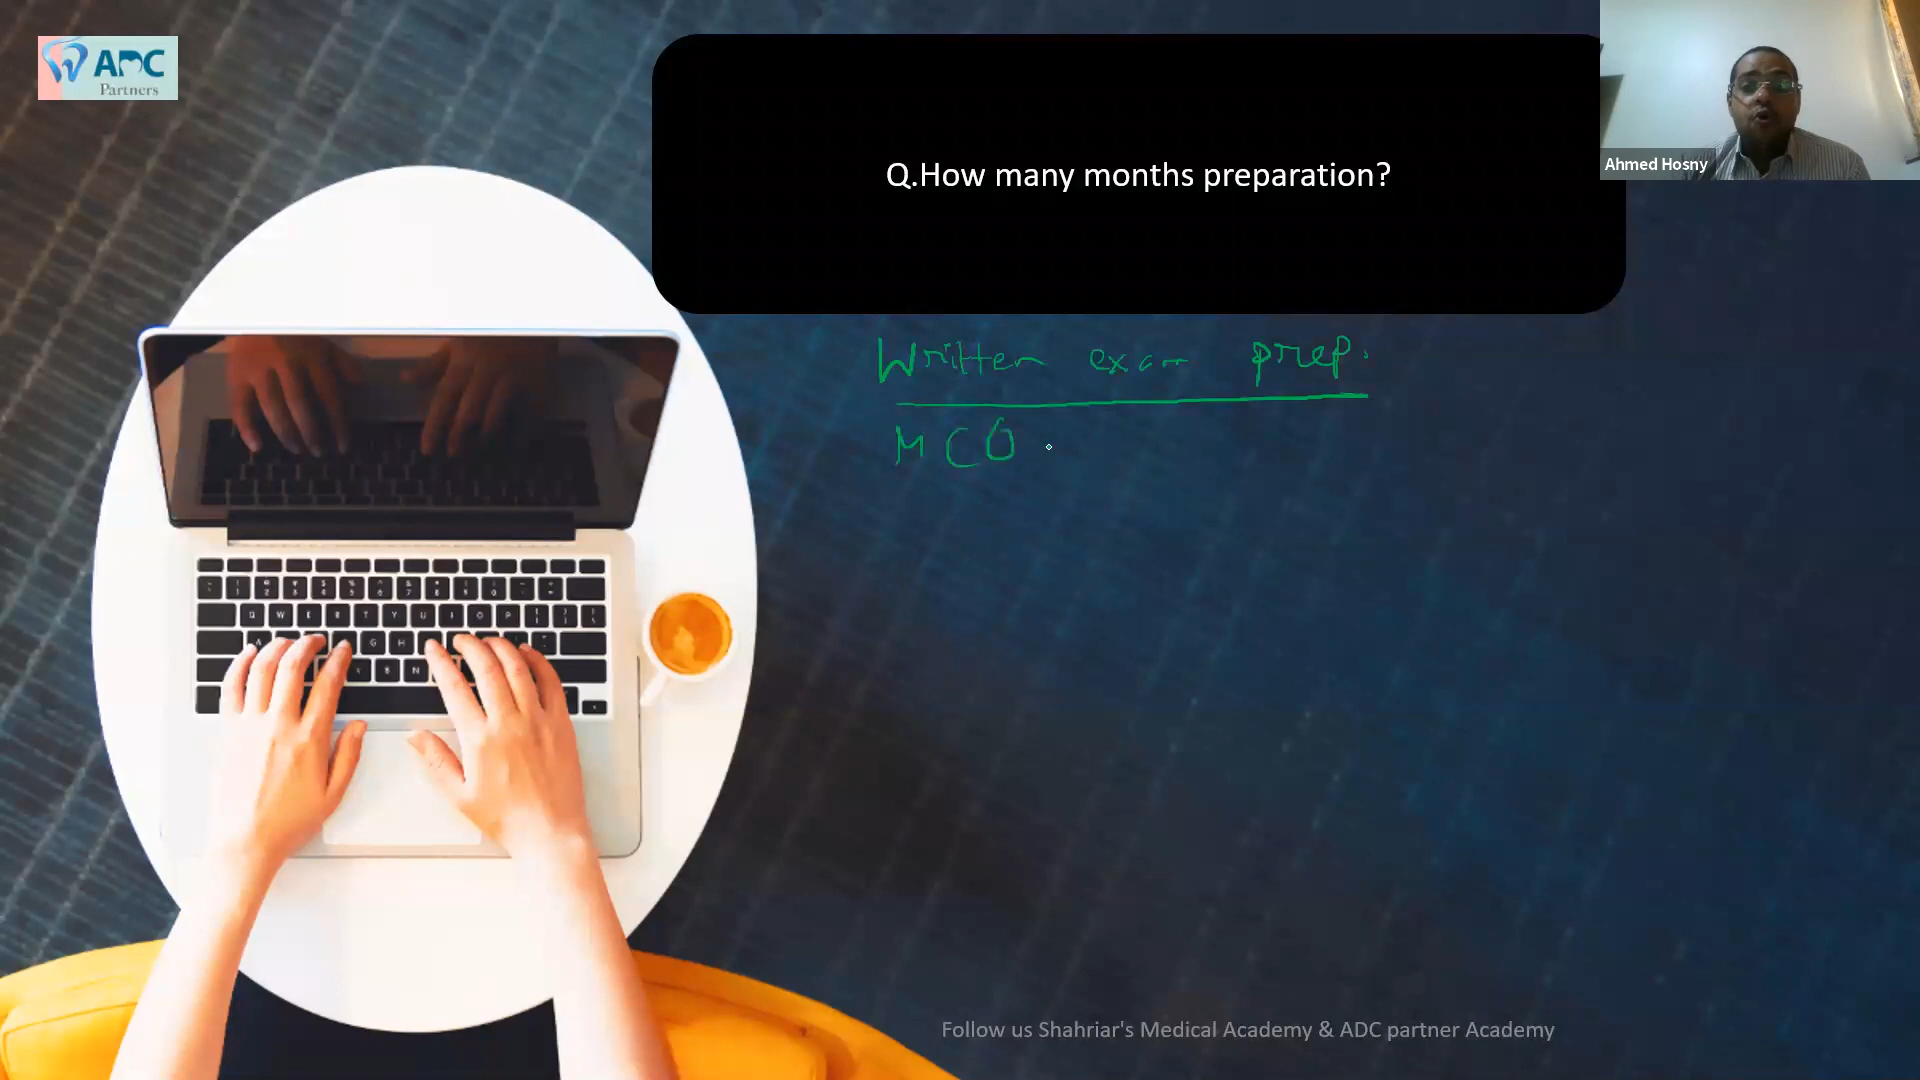 ADC
Partners
Q.How many months preparation?
Ahmed Hosny
Written exam prep.
MCO
Follow us Shahriar's Medical Academy & ADC partner Academy